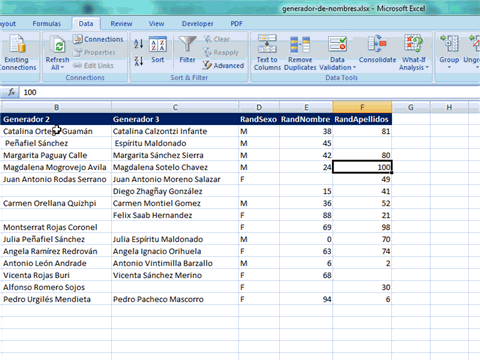 generador-de-nombres.xlsx - Microsoft Excel
Formulas Data Review View Developer PDF
Existing Connections
Refresh All
Connections
Properties
Edit Links
Connections
Sort
Filter
Clear
Reapply
Advanced
Sort & Filter
Text to Columns
Remove Duplicates
Data Validation
Consolidate
What-If Analysis
Data Tools
Group
fx 100
B C D E F G H
Generador 2 Generador 3 RandSexo RandNombre RandApellidos
Catalina Ortega Guamán Catalina Calzontzi Infante M 38 81
Peñafiel Sánchez Espíritu Maldonado M 45
Margarita Paguay Calle Margarita Sánchez Sierra M 42 80
Magdalena Mogrovejo Avila Magdalena Sotelo Chavez M 24 100
Juan Antonio Rodas Serrano Juan Antonio Moreno Salazar F 49
Diego Zhagñay González 15 41
Carmen Orellana Quizhpi Carmen Montiel Gomez M 36 52
Felix Saab Hernandez F 88 21
Montserrat Rojas Coronel F 69 98
Julia Peñafiel Sánchez Julia Espíritu Maldonado M 0 70
Angela Ramírez Redrován Angela Ignacio Orihuela F 63 74
Antonio León Andrade Antonio Vintimilla Barzallo M 6 2
Vicenta Rojas Buri Vicenta Sánchez Merino F 68
Alfonso Romero Sojos F 30
Pedro Urgilés Mendieta Pedro Pacheco Mascorro F 94 6